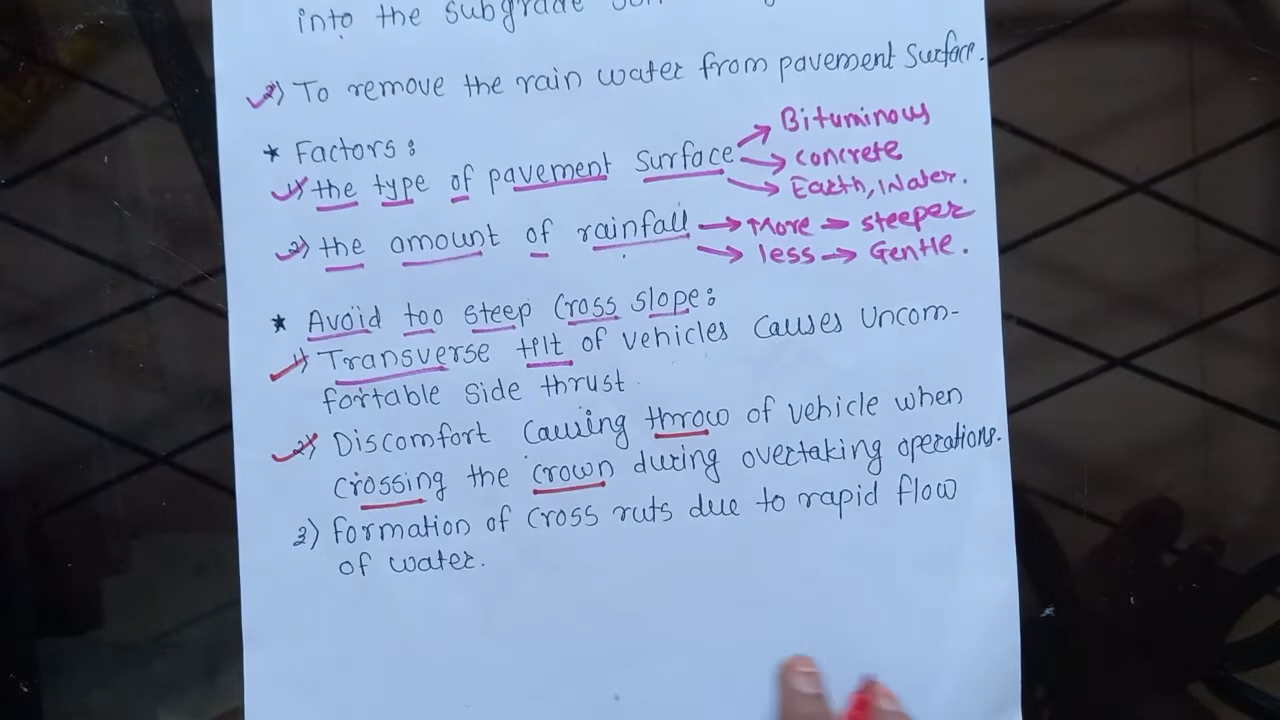 into the subgrade
2) To remove the rain water from pavement Surface.
* Factors:
1) the type of pavement surface → Bituminous
→ concrete
→ Earth, Water.
2) the amount of rainfall → More → steeper
→ less → Gentle.
* Avoid too steep Cross slope:
1) Transverse tilt of vehicles causes Uncom-
fortable side thrust.
2) Discomfort causing throw of vehicle when
crossing the crown during overtaking operations.
3) formation of cross ruts due to rapid flow
of water.